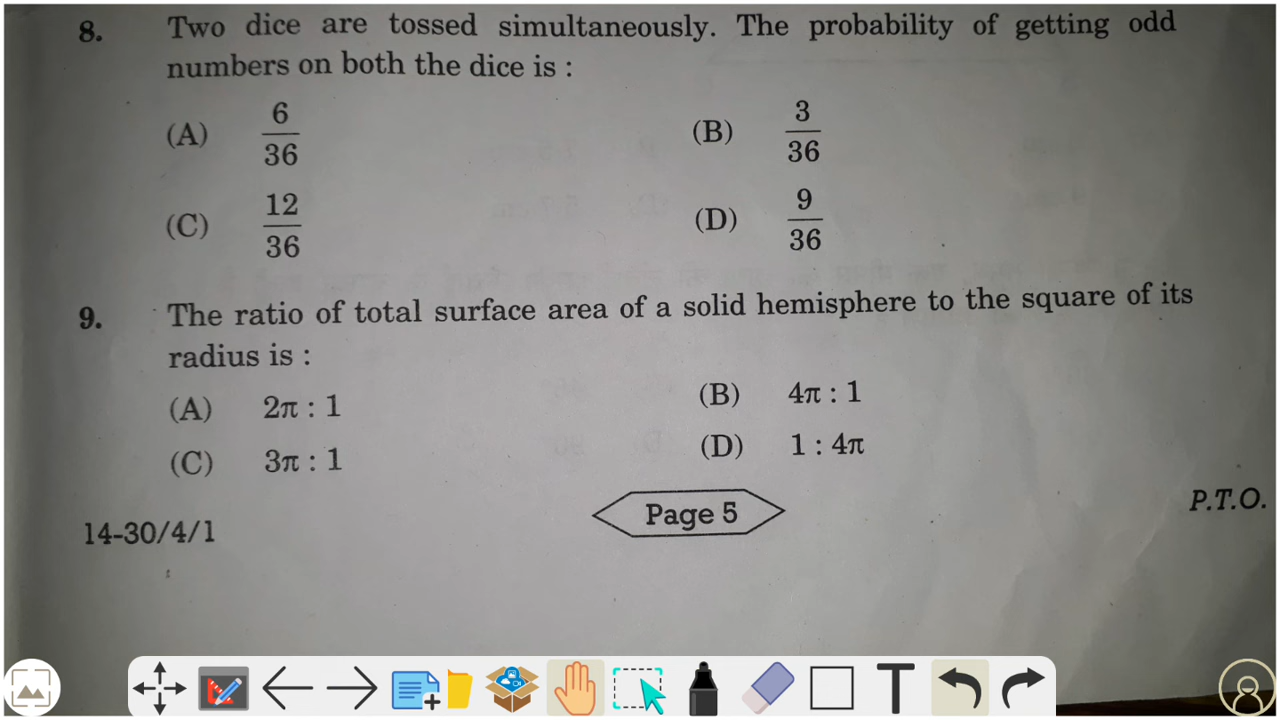 8. Two dice are tossed simultaneously. The probability of getting odd
numbers on both the dice is :
(A) 6/36 (B) 3/36
(C) 12/36 (D) 9/36
9. The ratio of total surface area of a solid hemisphere to the square of its
radius is :
(A) 2π : 1 (B) 4π : 1
(C) 3π : 1 (D) 1 : 4π
14-30/4/1 Page 5 P.T.O.
T